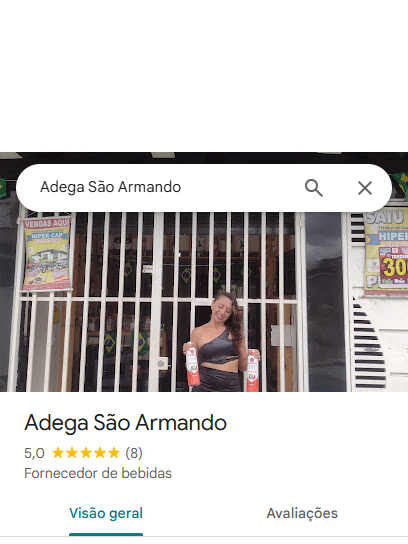 Adega São Armando
VENDAS AQUI
HIPER CAP
SAIU
HIPER
30
Adega São Armando
5,0 (8)
Fornecedor de bebidas
Visão geral
Avaliações